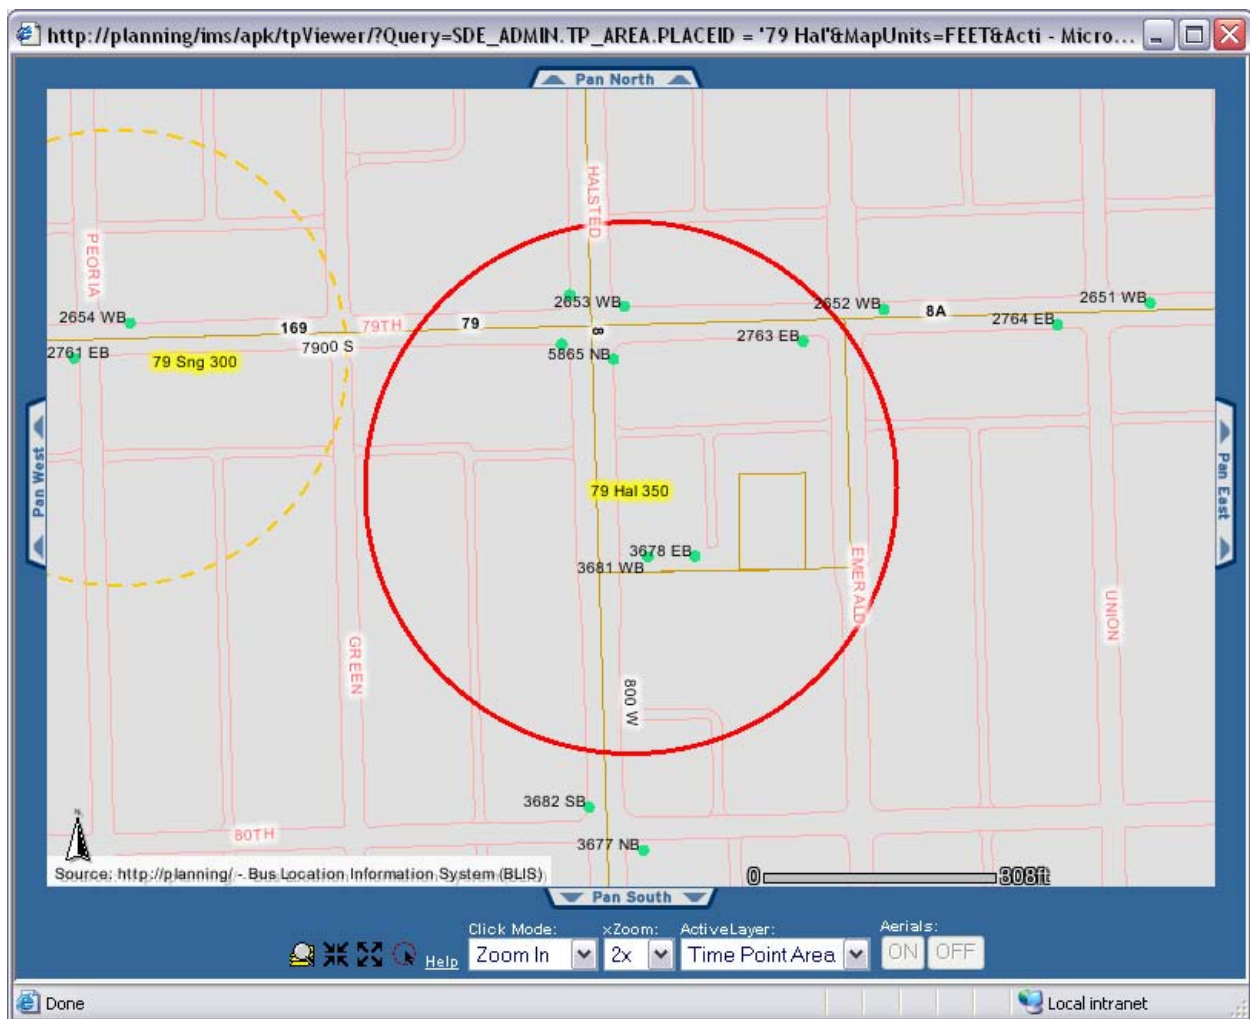 http://planning/ims/apk/tpViewer/?Query=SDE_ADMIN.TP_AREA.PLACEID = '79 Hal'&MapUnits=FEET&Acti - Micro...
Pan North
HALSTED
PEORIA
2654 WB
2653 WB
2652 WB
2651 WB
169
79TH
79
8
8A
2764 EB
2761 EB
7900 S
5865 NB
2763 EB
79 Sng 300
Pan West
Pan East
79 Hal 350
3678 EB
3681 WB
EMERALD
UNION
GREEN
800 W
3682 SB
80TH
3677 NB
N
Source: http://planning/ - Bus Location Information System (BLIS)
0
308ft
Pan South
Click Mode:
xZoom:
ActiveLayer:
Aerials:
Help
Zoom In
2x
Time Point Area
ON
OFF
Done
Local intranet